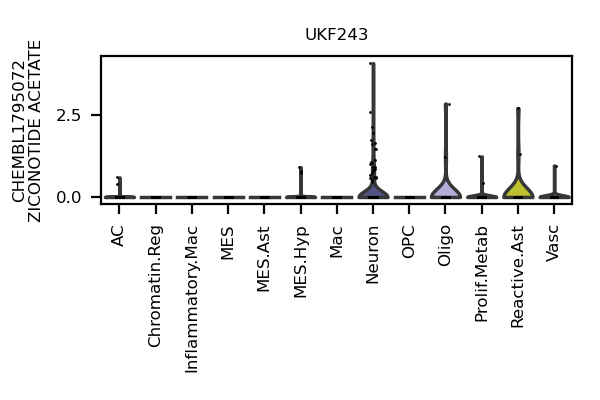 UKF243
CHEMBL1795072
ZICONOTIDE ACETATE
2.5
0.0
AC
Chromatin.Reg
Inflammatory.Mac
MES
MES.Ast
MES.Hyp
Mac
Neuron
OPC
Oligo
Prolif.Metab
Reactive.Ast
Vasc